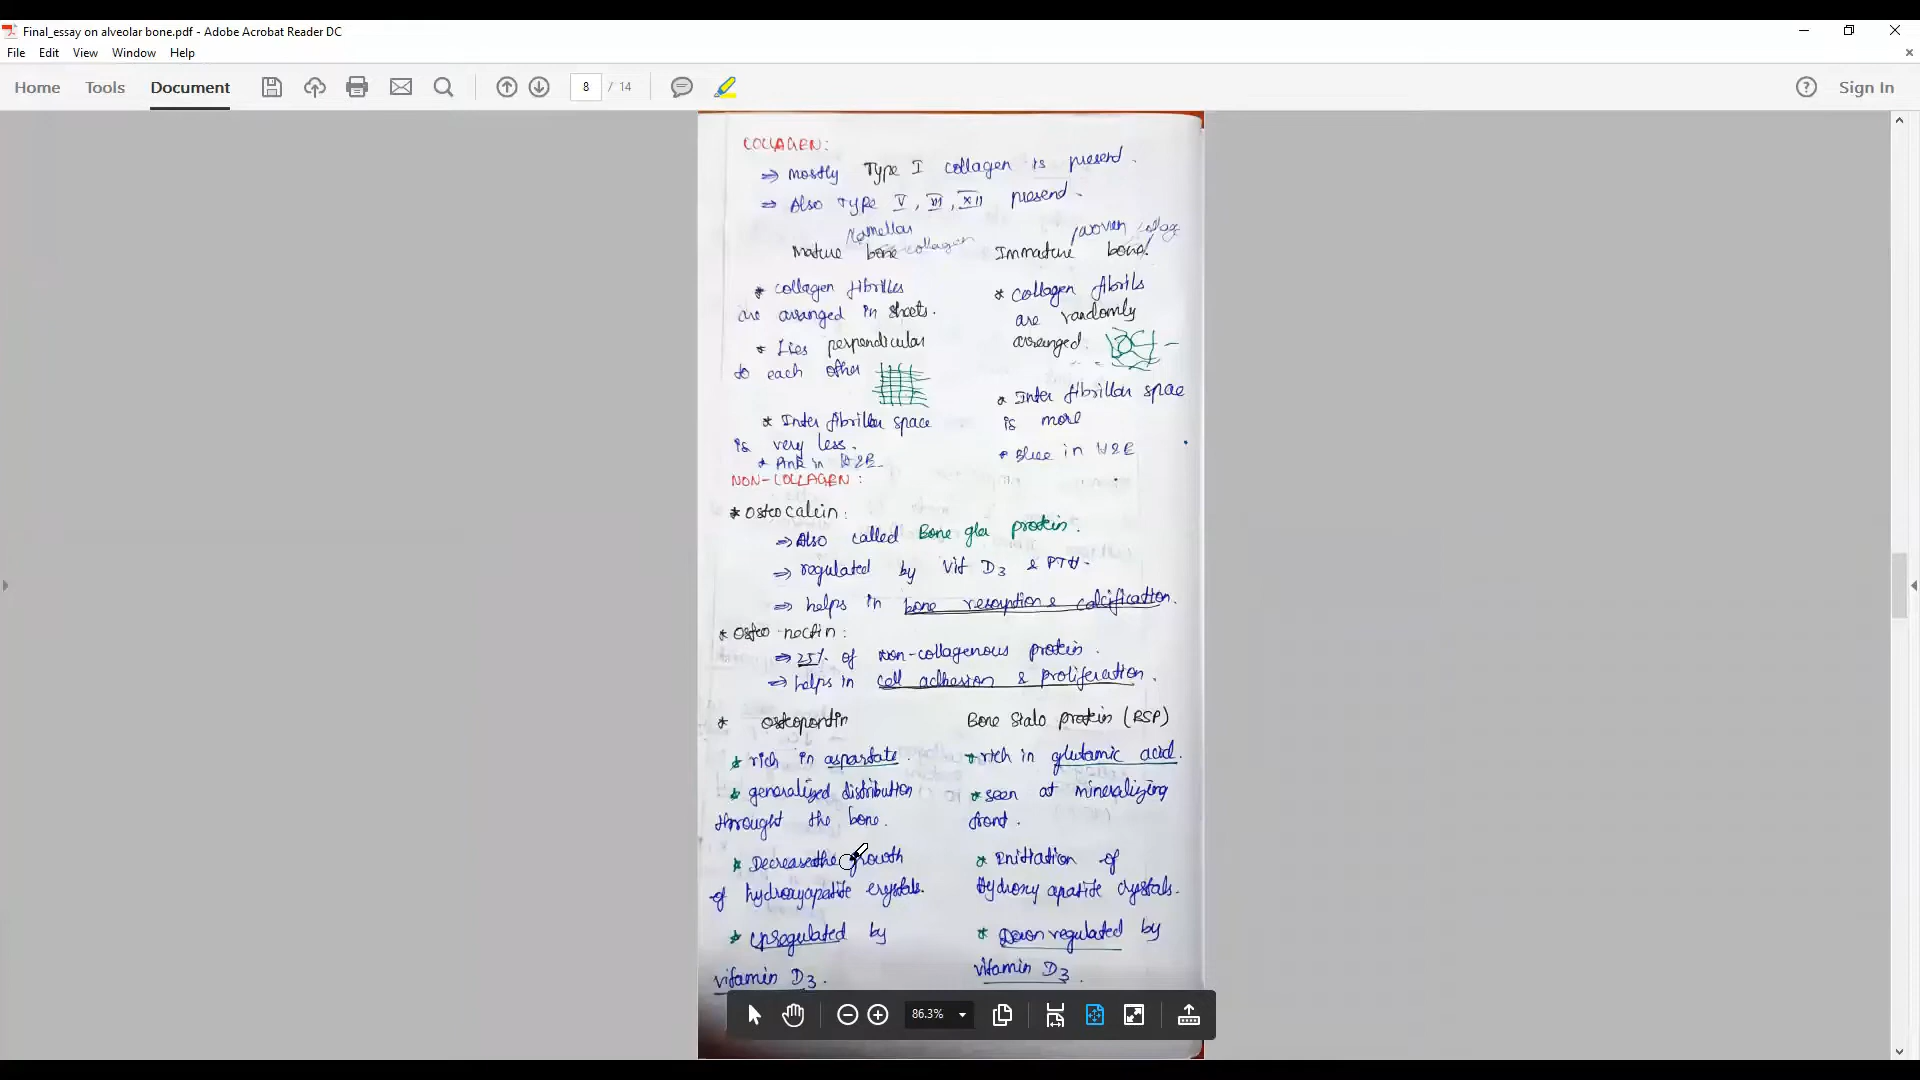 Final_essay on alveolar bone.pdf - Adobe Acrobat Reader DC
File Edit View Window Help
Home Tools Document 8 / 14 Sign In
COLLAGEN:
⇒ mostly Type I collagen is present.
⇒ Also Type V, III, XII present.
lamellar
Mature bone collagen
* collagen fibrilles
are arranged in sheets.
* Lies perpendicular
to each other
* Inter fibrillar space
is very less.
* Pink in H&E
woven
Immature bone
* collagen fibrils
are randomly
arranged.
* Inter fibrillar space
is more
* Blue in H&E
NON-COLLAGEN:
* Osteocalcin:
⇒ Also called Bone gla protein.
⇒ regulated by Vit D3 & PTH.
⇒ helps in bone resorption & calcification.
* Osteo nectin:
⇒ 25% of non-collagenous protein.
⇒ helps in cell adhesion & proliferation.
* osteopontin
* rich in aspartate.
* generalized distribution
throught the bone.
* Decrease the growth
of hydroxyapatite crystals.
* upregulated by
vitamin D3.
Bone Sialo protein (BSP)
* rich in glutamic acid.
* seen at mineralizing
front.
* Initiation of
Hydroxy apatite crystals.
* Down regulated by
vitamin D3.
86.3%